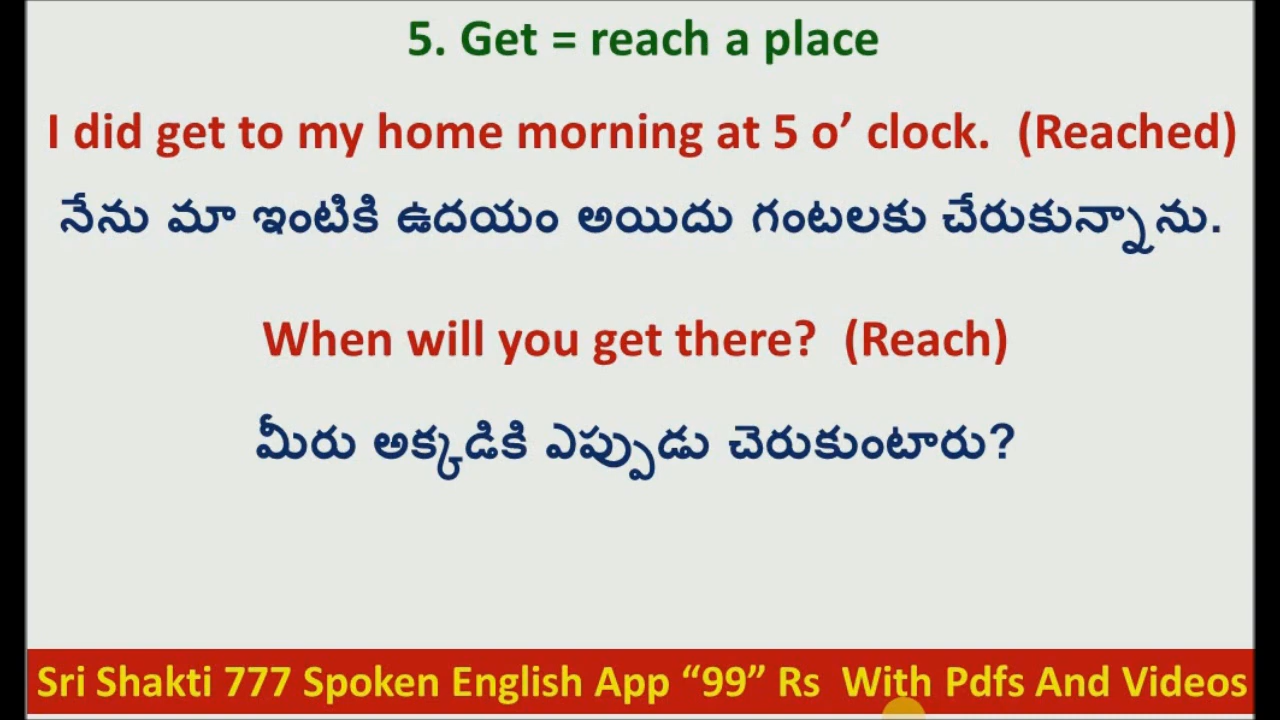 5. Get = reach a place
I did get to my home morning at 5 o’ clock. (Reached)
నేను మా ఇంటికి ఉదయం అయిదు గంటలకు చేరుకున్నాను.
When will you get there? (Reach)
మీరు అక్కడికి ఎప్పుడు చెరుకుంటారు?
Sri Shakti 777 Spoken English App “99” Rs With Pdfs And Videos